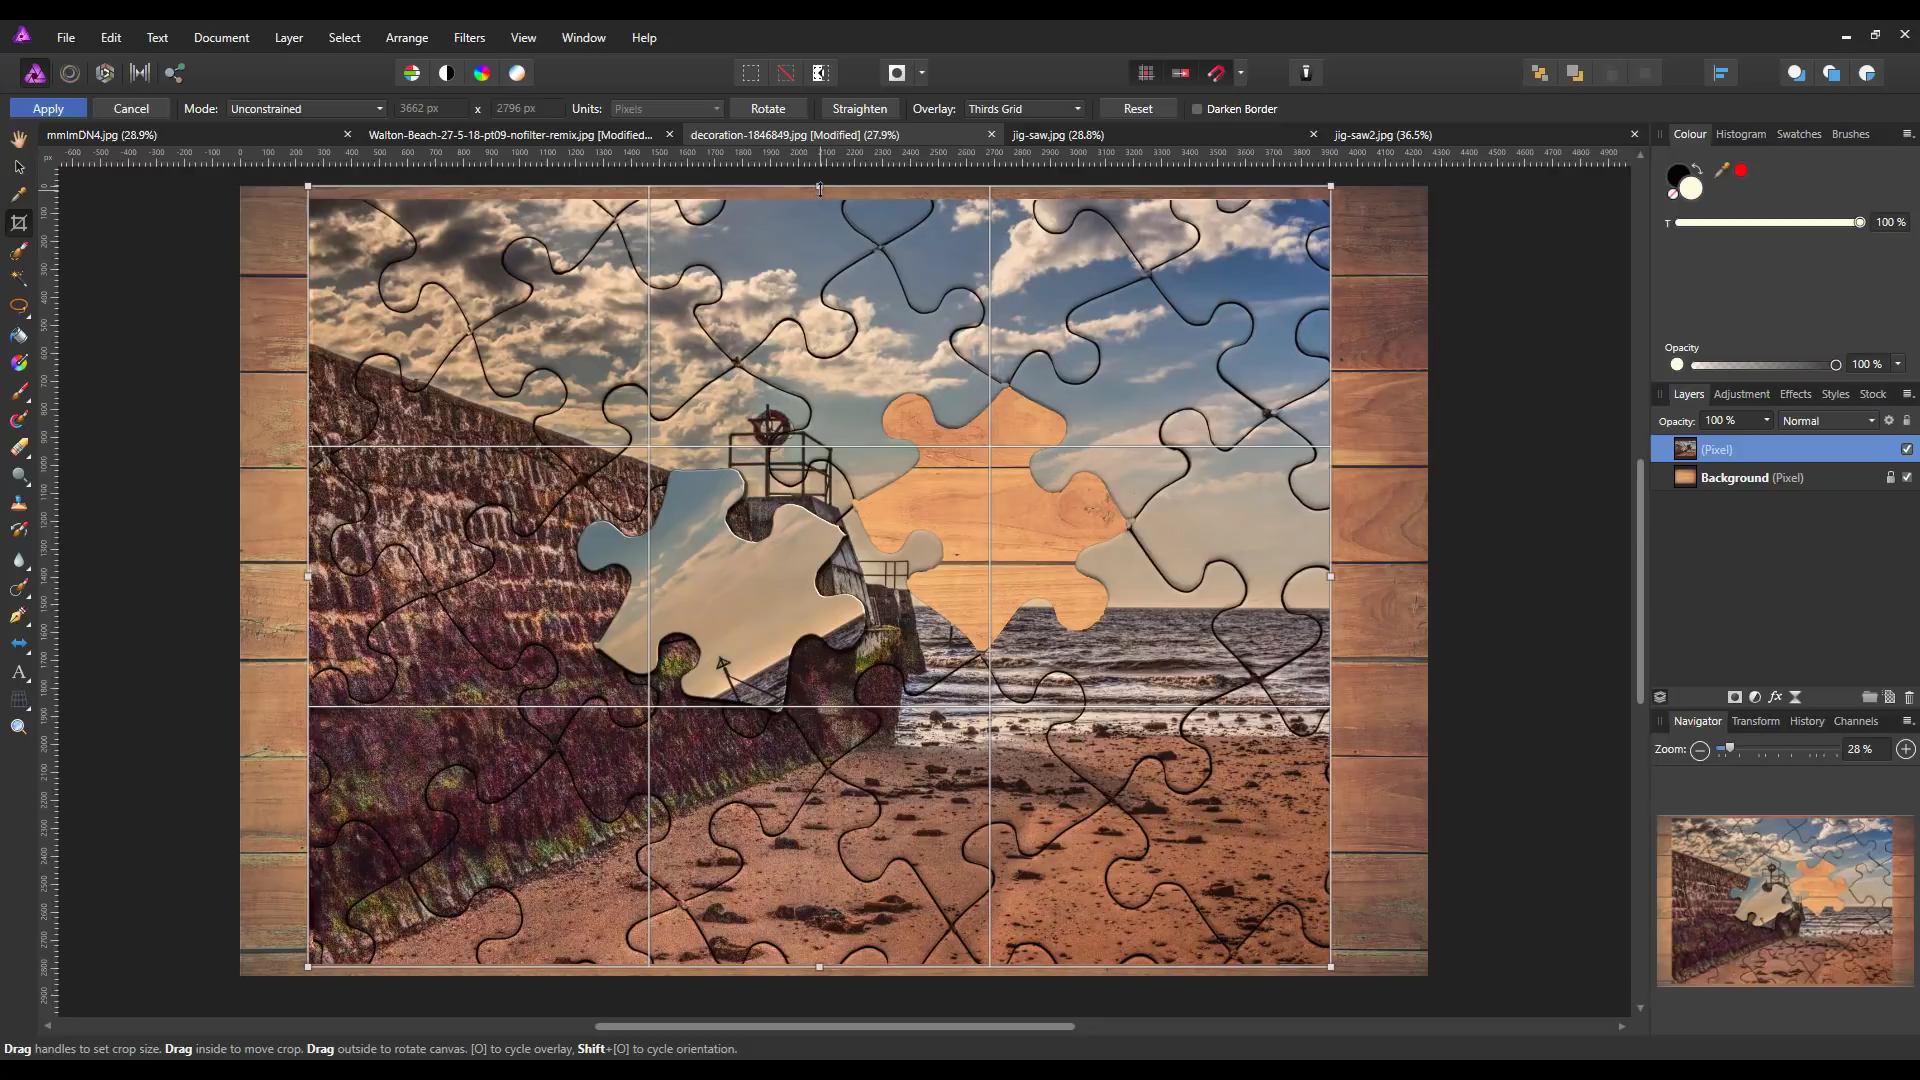 File Edit Text Document Layer Select Arrange Filters View Window Help
Apply Cancel Mode: Unconstrained 3662 px x 2796 px Units: Pixels Rotate Straighten Overlay: Thirds Grid Reset Darken Border
mmImDN4.jpg (28.9%) Walton-Beach-27-5-18-pt09-nofilter-remix.jpg [Modified... decoration-1846849.jpg [Modified] (27.9%) jig-saw.jpg (28.8%) jig-saw2.jpg (36.5%)
Colour Histogram Swatches Brushes
T 100 %
Opacity
100 %
Layers Adjustment Effects Styles Stock
Opacity: 100 % Normal
(Pixel)
Background (Pixel)
Navigator Transform History Channels
Zoom: 28 %
Drag handles to set crop size. Drag inside to move crop. Drag outside to rotate canvas. [O] to cycle overlay, Shift+[O] to cycle orientation.